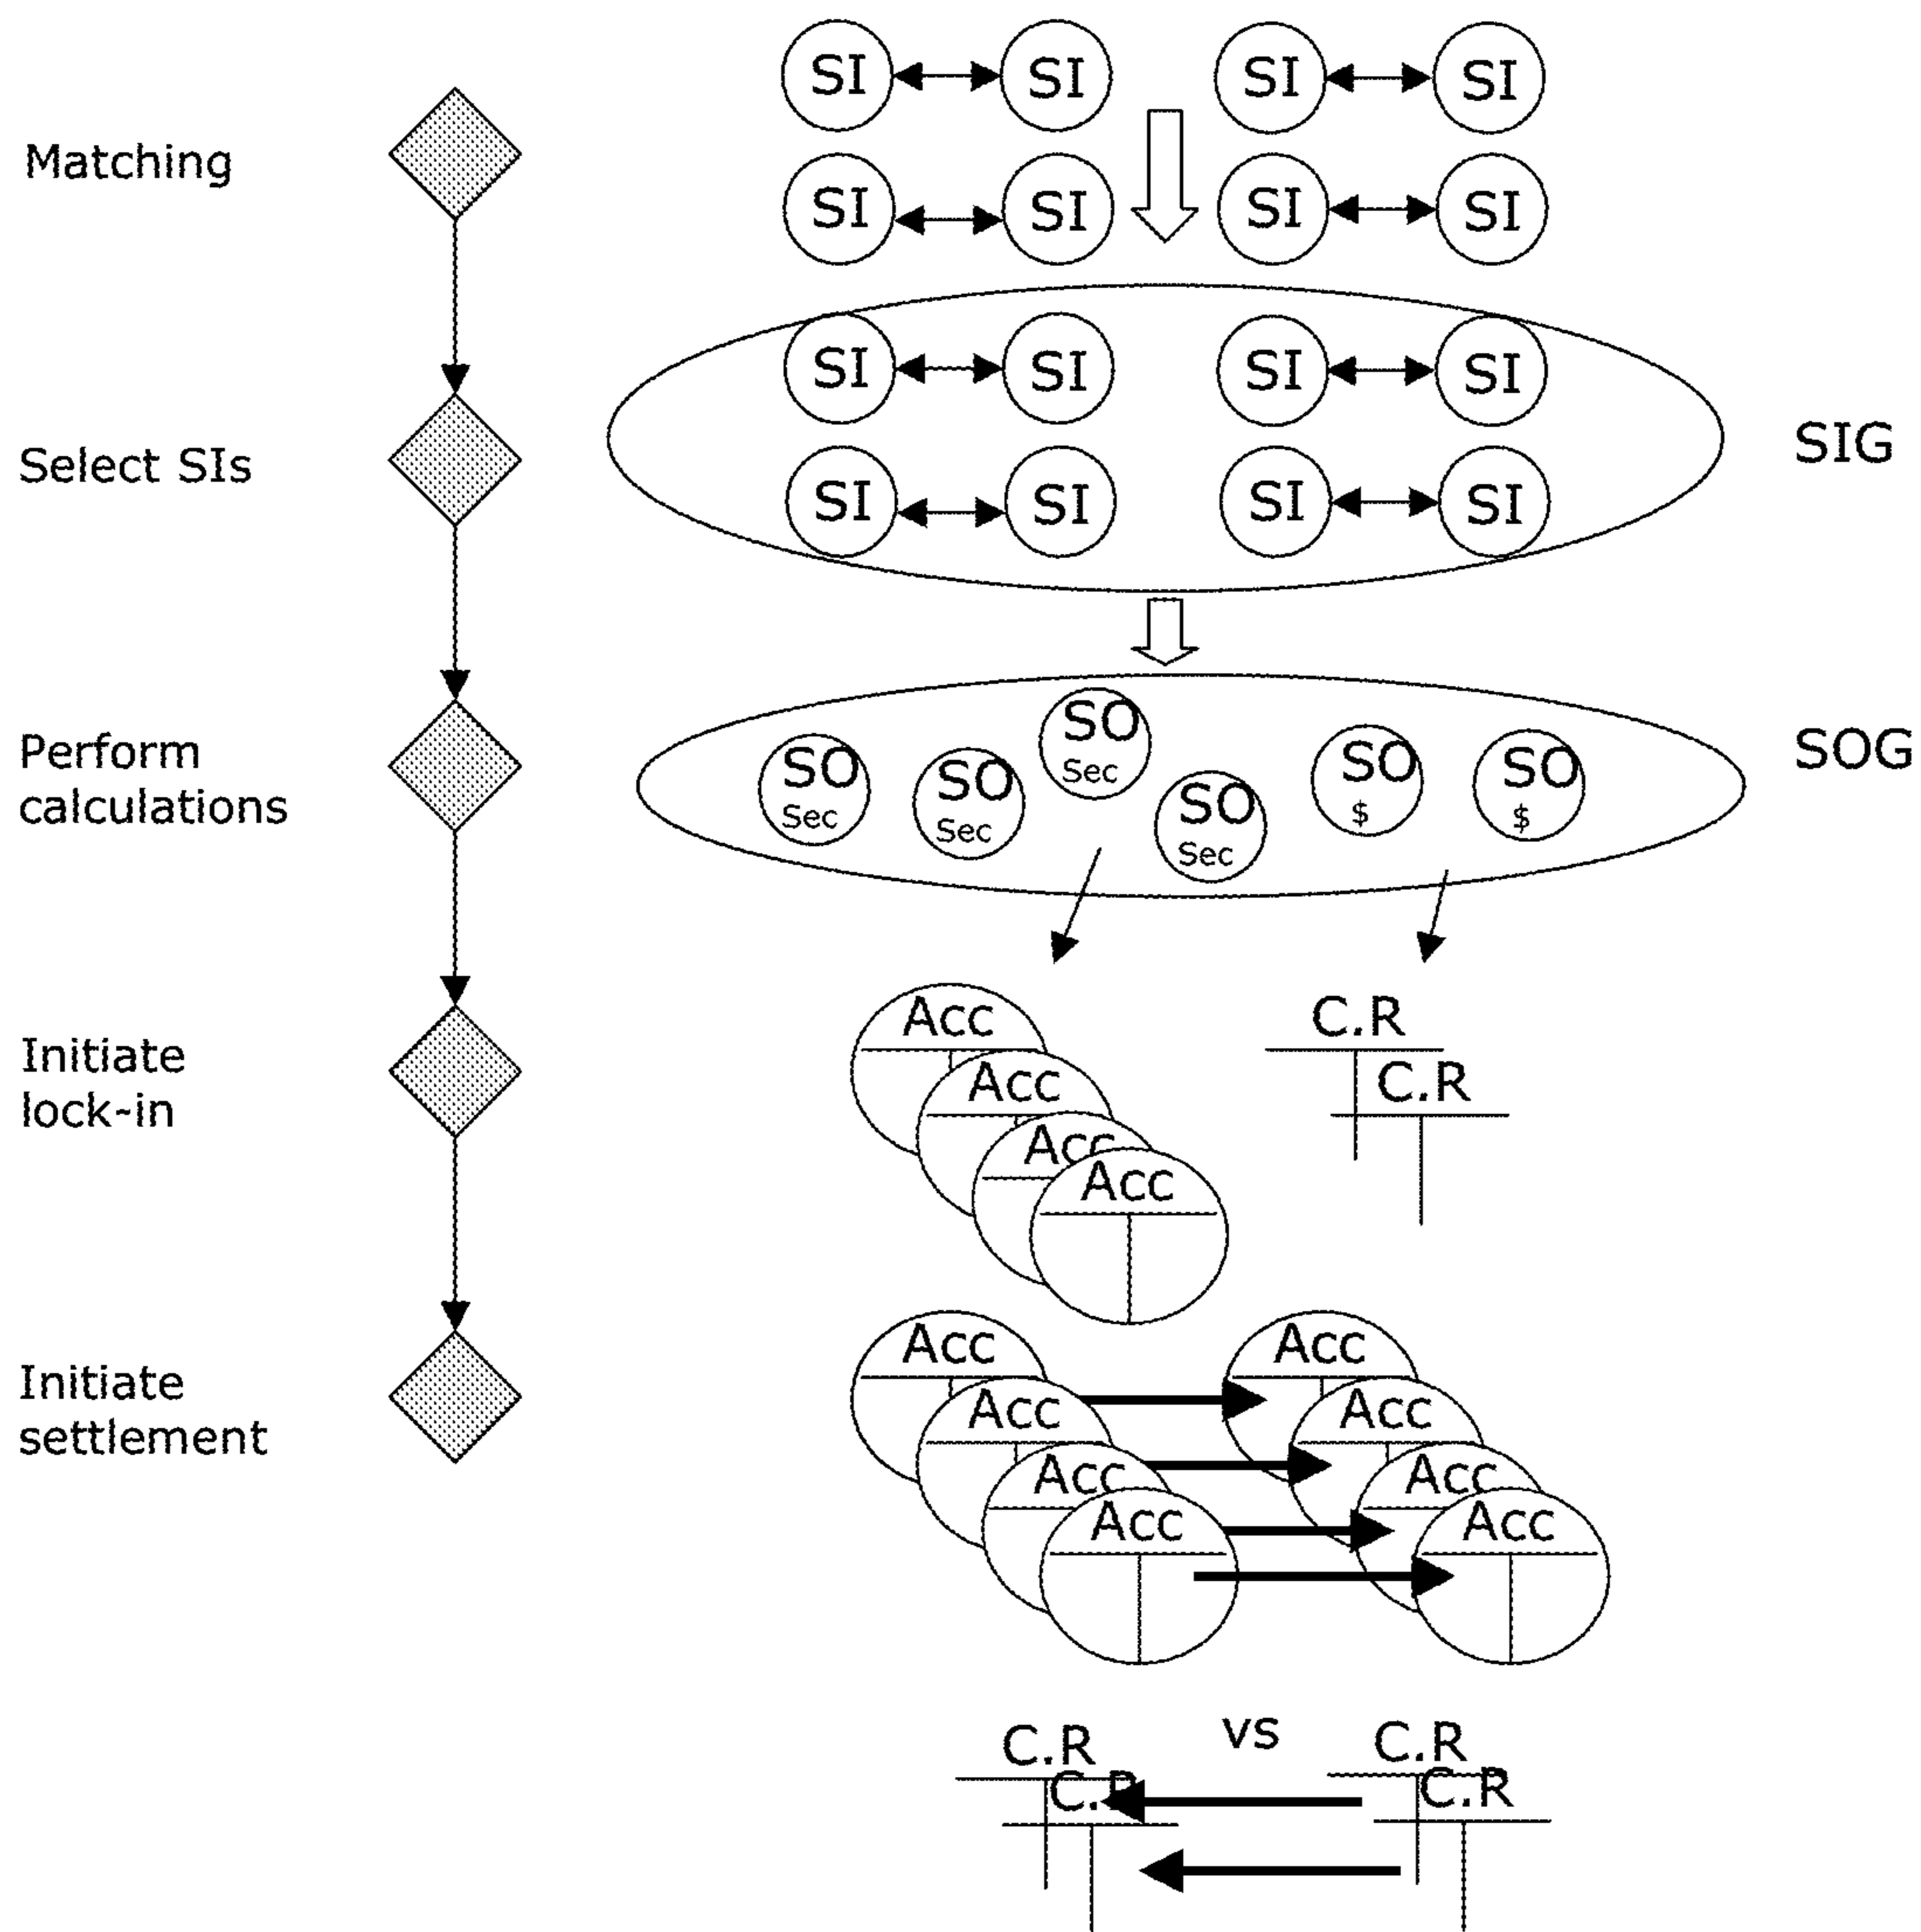 SI SI SI SI
Matching
SI SI SI SI
SI SI SI SI
Select SIs
SIG
SI SI SI SI
Perform
calculations
SO
Sec
SO
Sec
SO
Sec
SO
Sec
SO
$
SO
$
SOG
Initiate
lock-in
Acc
Acc
Acc
Acc
C.R
C.R
Initiate
settlement
Acc
Acc
Acc
Acc
Acc
Acc
Acc
Acc
C.R
C.R
vs
C.R
C.R